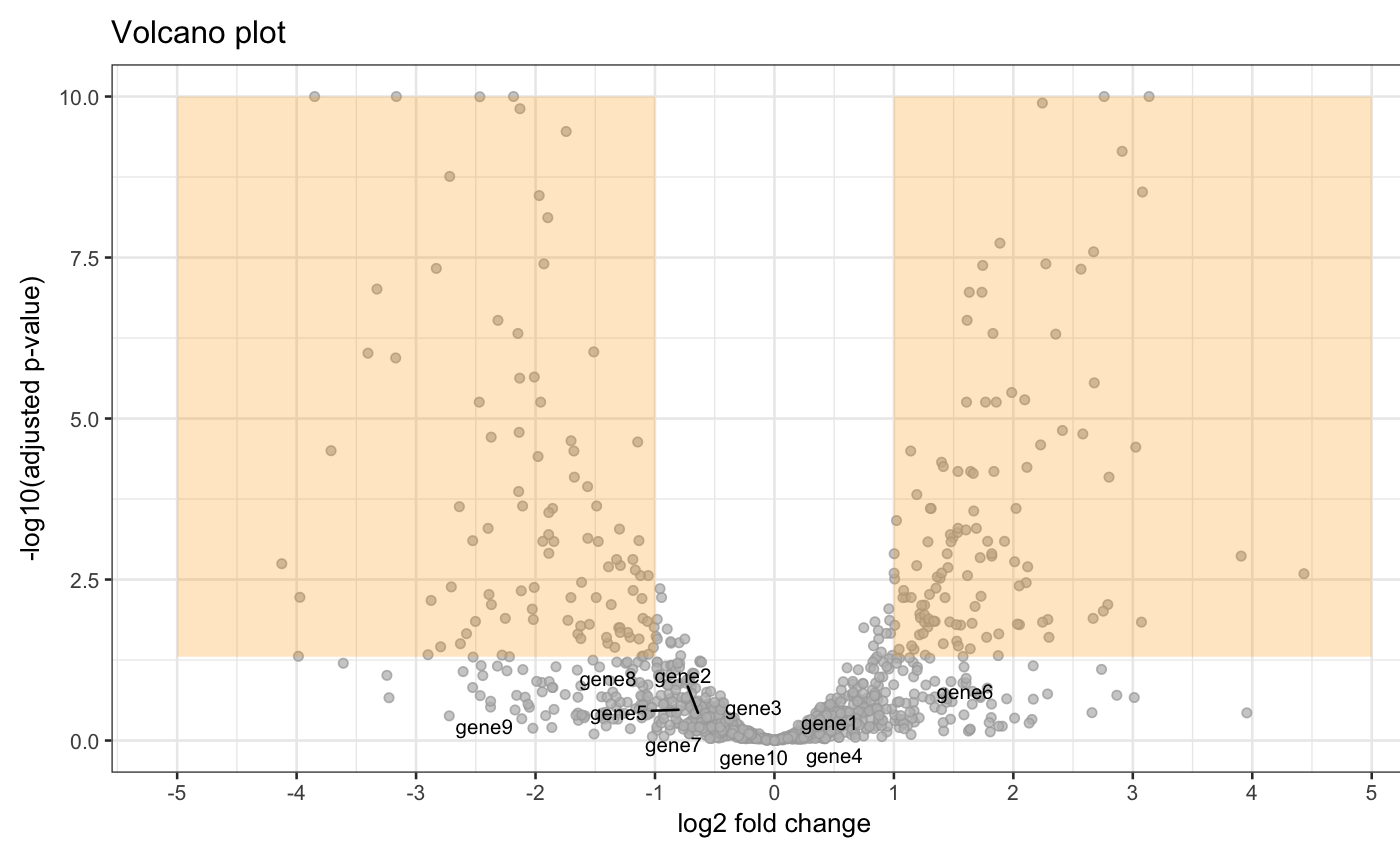 Volcano plot
10.0
7.5
5.0
2.5
0.0
-log10(adjusted p-value)
gene8
gene2
gene6
gene5
gene3
gene1
gene9
gene7
gene10
gene4
-5 -4 -3 -2 -1 0 1 2 3 4 5
log2 fold change